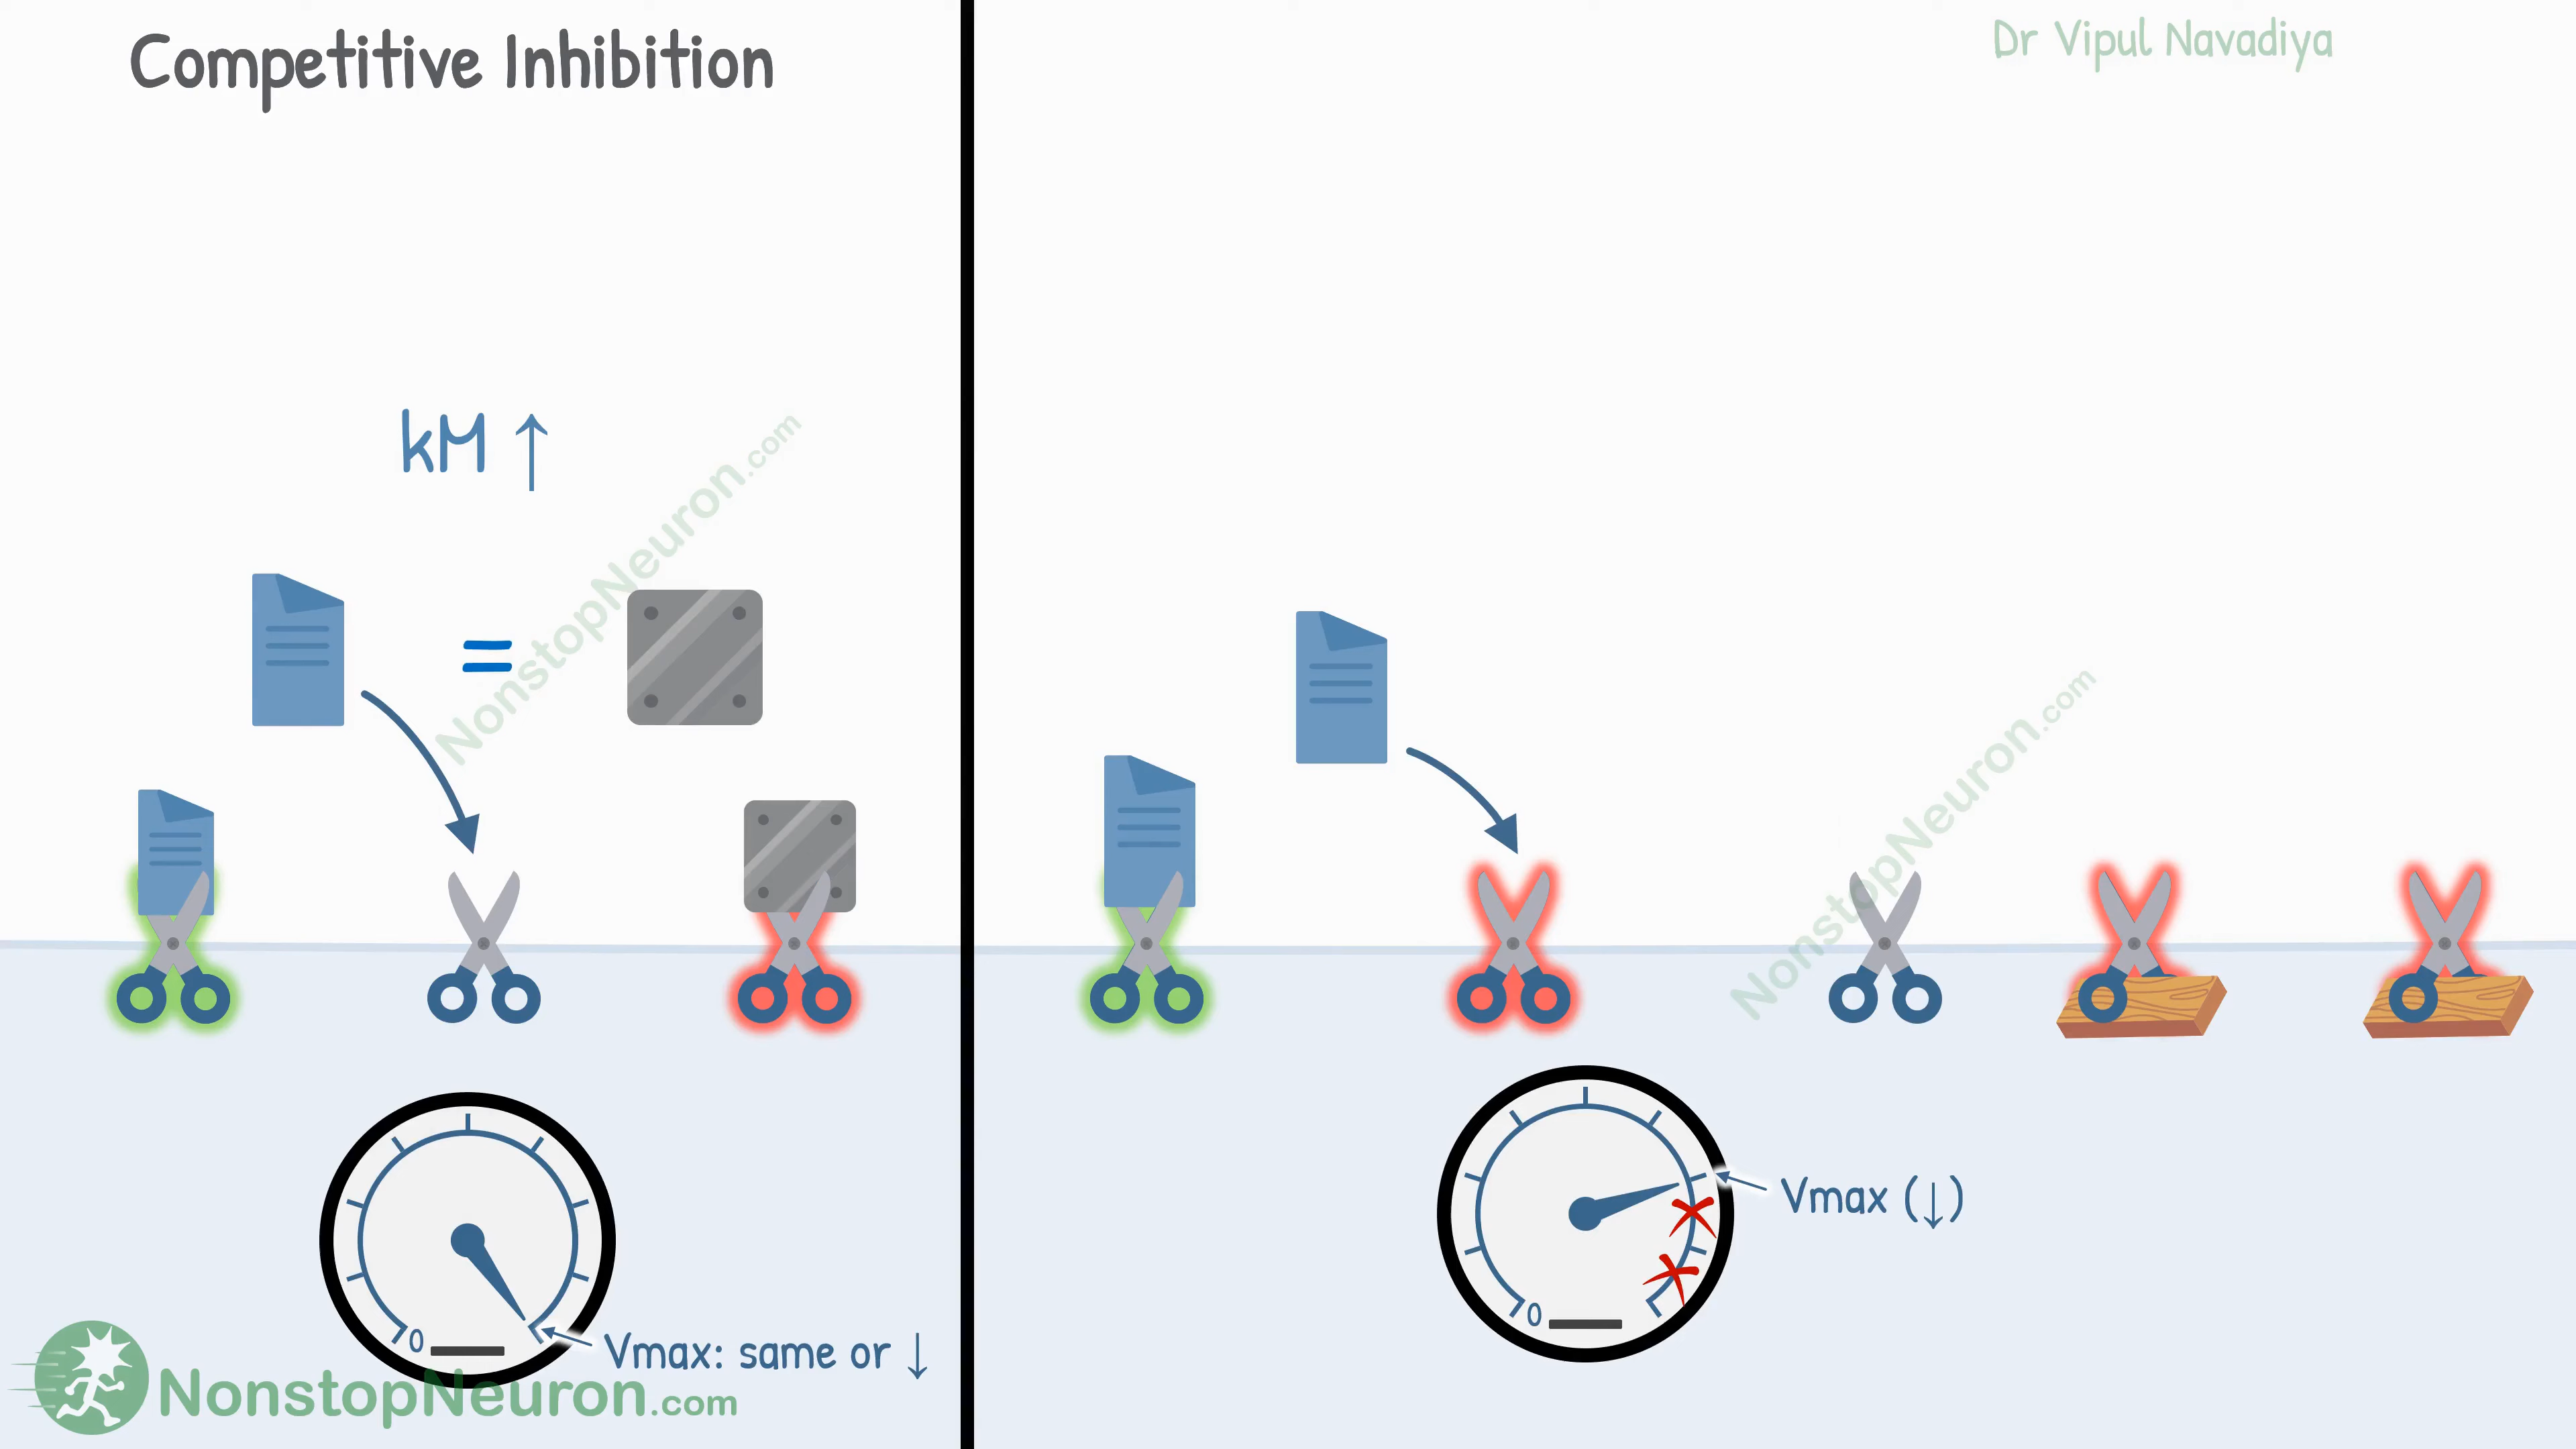 Competitive Inhibition
Dr Vipul Navadiya
kM ↑
NonstopNeuron.com
=
NonstopNeuron.com
0
Vmax: same or ↓
0
Vmax (↓)
NonstopNeuron.com